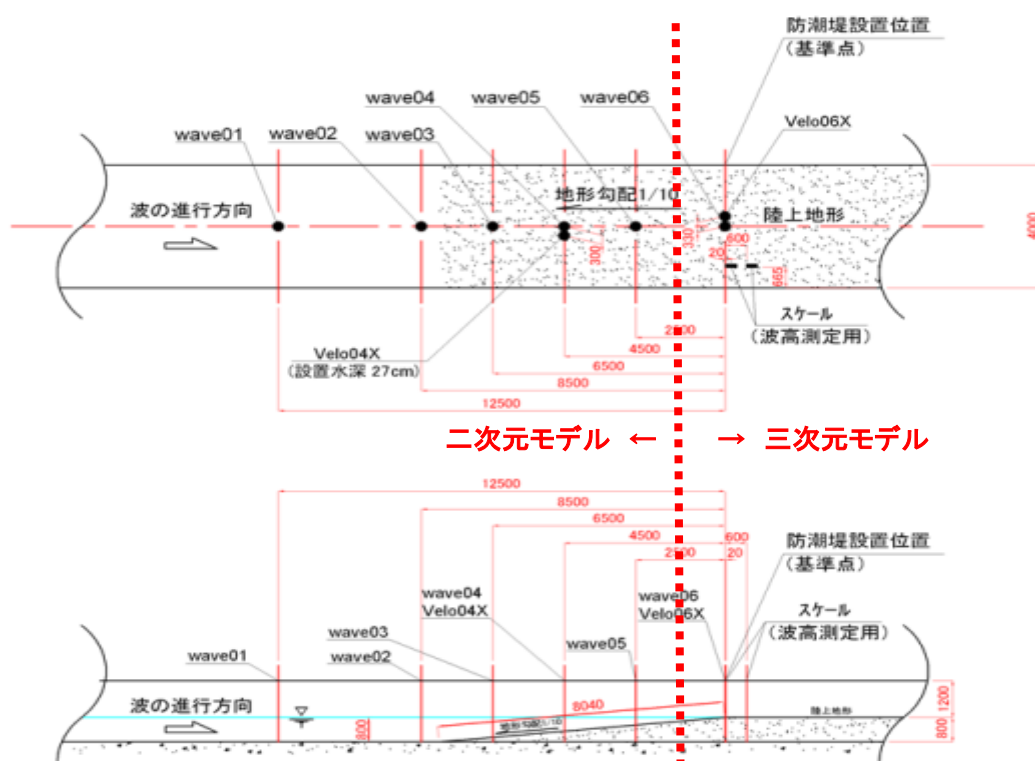 防潮堤設置位置
(基準点)
wave04
wave05
wave06
Velo06X
wave01
wave02
wave03
地形勾配1/10
波の進行方向
陸上地形
4000
300
330
600
20
665
スケール
(波高測定用)
Velo04X
(設置水深 27cm)
2500
4500
6500
8500
12500
二次元モデル ← → 三次元モデル
12500
8500
6500
4500
600
2500
20
防潮堤設置位置
(基準点)
wave04
Velo04X
wave06
Velo06X
スケール
(波高測定用)
wave03
wave05
wave01
wave02
波の進行方向
8040
地形勾配1/10
陸上地形
800
1200
800